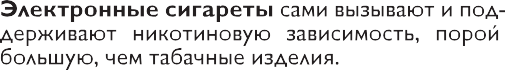 Электронные сигареты сами вызывают и под-
держивают никотиновую зависимость, порой
большую, чем табачные изделия.